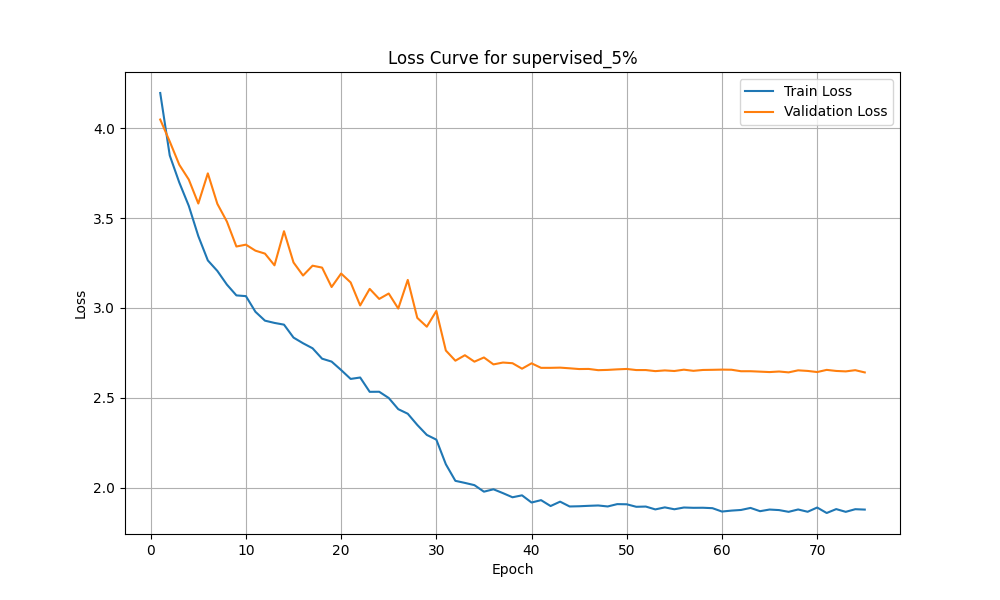 Loss Curve for supervised_5%
Train Loss
Validation Loss
4.0
3.5
3.0
2.5
2.0
Loss
0 10 20 30 40 50 60 70
Epoch